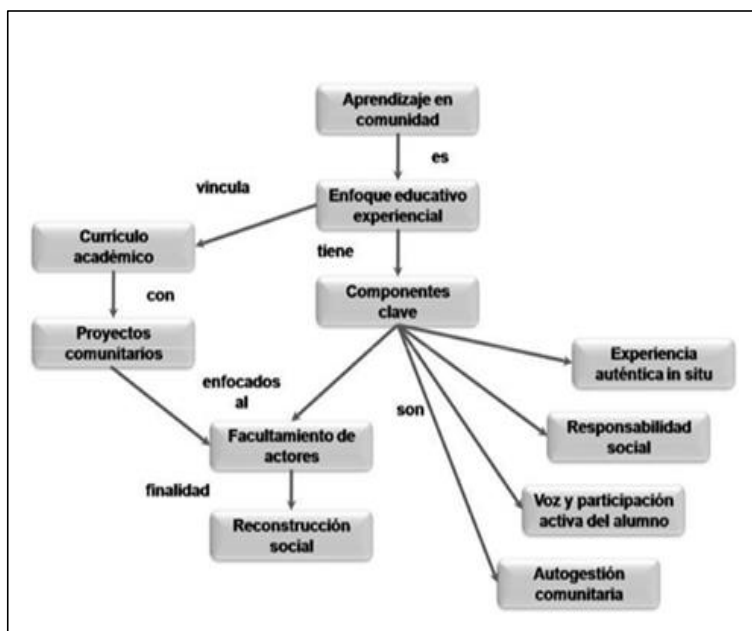 Aprendizaje en
comunidad
es
vincula
Enfoque educativo
experiencial
Currículo
académico
tiene
con
Componentes
clave
Proyectos
comunitarios
Experiencia
auténtica in situ
enfocados
al
son
Facultamiento de
actores
Responsabilidad
social
finalidad
Voz y participación
activa del alumno
Reconstrucción
social
Autogestión
comunitaria